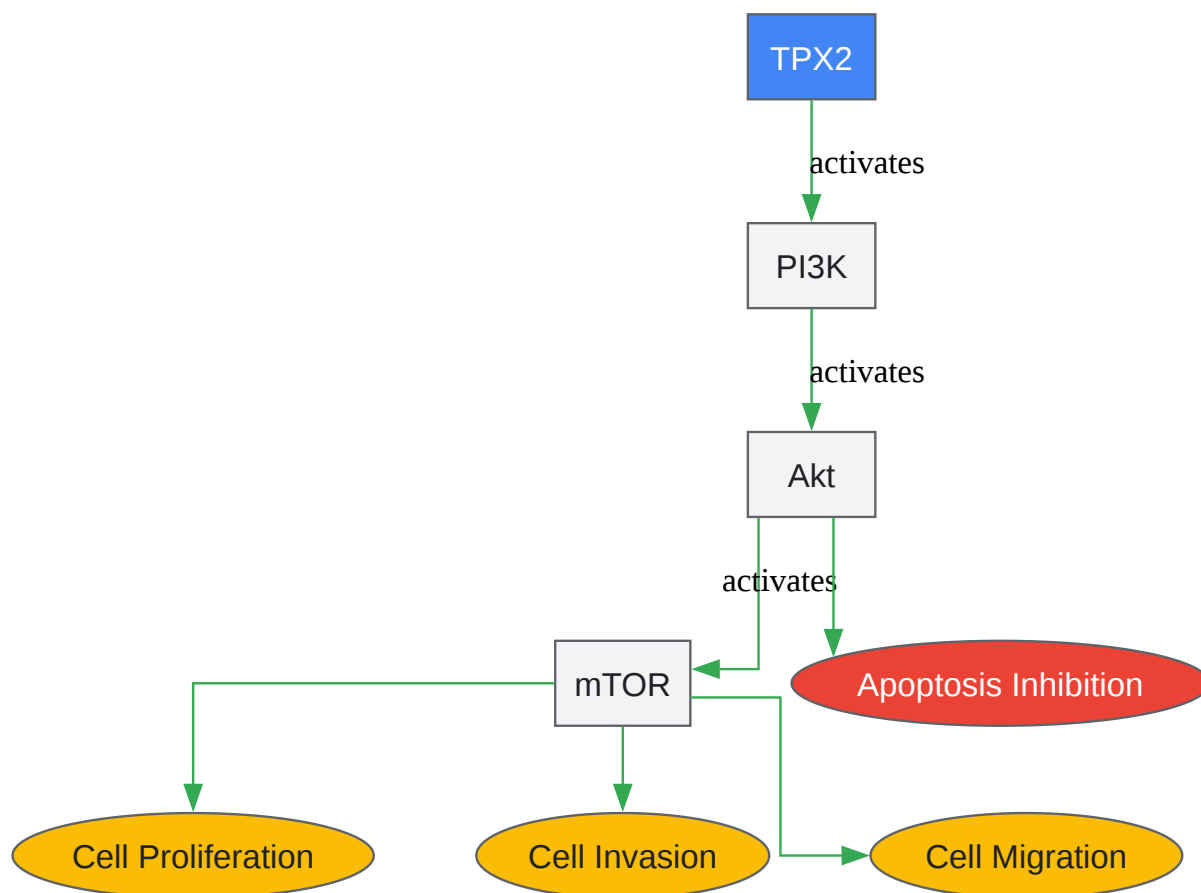 TPX2
activates
PI3K
activates
Akt
activates
mTOR
Apoptosis Inhibition
Cell Proliferation
Cell Invasion
Cell Migration